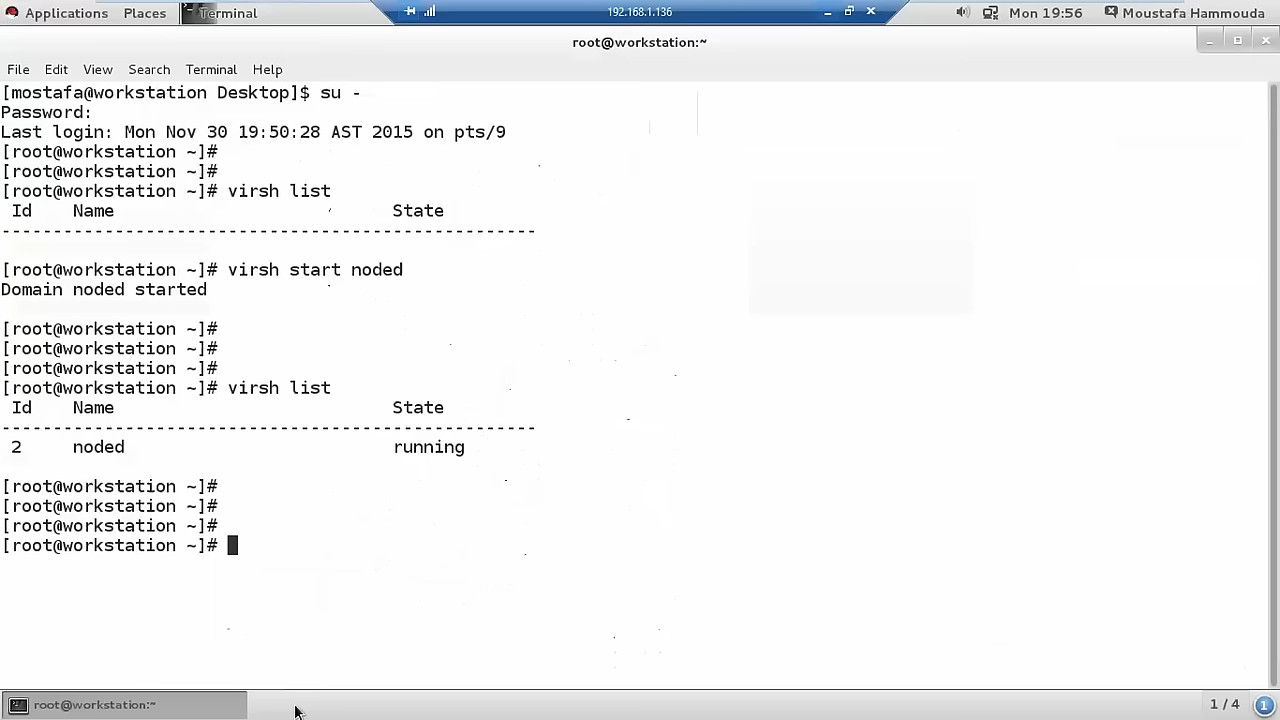 Applications Places Terminal 192.168.1.136 Mon 19:56 Moustafa Hammouda
root@workstation:~
File Edit View Search Terminal Help
[mostafa@workstation Desktop]$ su -
Password:
Last login: Mon Nov 30 19:50:28 AST 2015 on pts/9
[root@workstation ~]#
[root@workstation ~]#
[root@workstation ~]# virsh list
Id Name State
----------------------------------------------------
[root@workstation ~]# virsh start noded
Domain noded started
[root@workstation ~]#
[root@workstation ~]#
[root@workstation ~]#
[root@workstation ~]# virsh list
Id Name State
----------------------------------------------------
2 noded running
[root@workstation ~]#
[root@workstation ~]#
[root@workstation ~]#
[root@workstation ~]#
root@workstation:~ 1 / 4 1